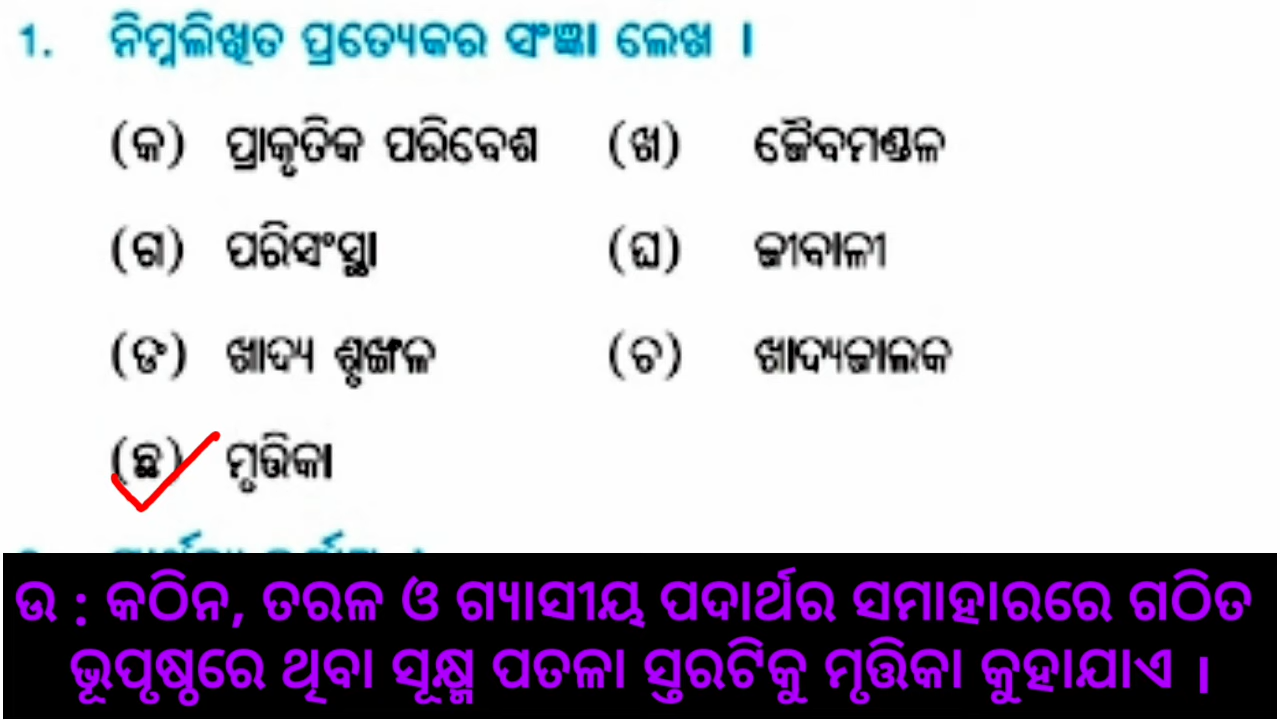 1. ନିମ୍ନଲିଖିତ ପ୍ରତ୍ୟେକର ସଂଜ୍ଞା ଲେଖ ।
(କ) ପ୍ରାକୃତିକ ପରିବେଶ (ଖ) ଜୈବମଣ୍ଡଳ
(ଗ) ପରିସଂସ୍ଥା (ଘ) ଜୀବାଳୀ
(ଙ) ଖାଦ୍ୟ ଶୃଙ୍ଖଳ (ଚ) ଖାଦ୍ୟଜାଲକ
(ଛ) ମୃତ୍ତିକା
ଉ : କଠିନ, ତରଳ ଓ ଗ୍ୟାସୀୟ ପଦାର୍ଥର ସମାହାରରେ ଗଠିତ
ଭୂପୃଷ୍ଠରେ ଥିବା ସୂକ୍ଷ୍ମ ପତଳା ସ୍ତରଟିକୁ ମୃତ୍ତିକା କୁହାଯାଏ ।